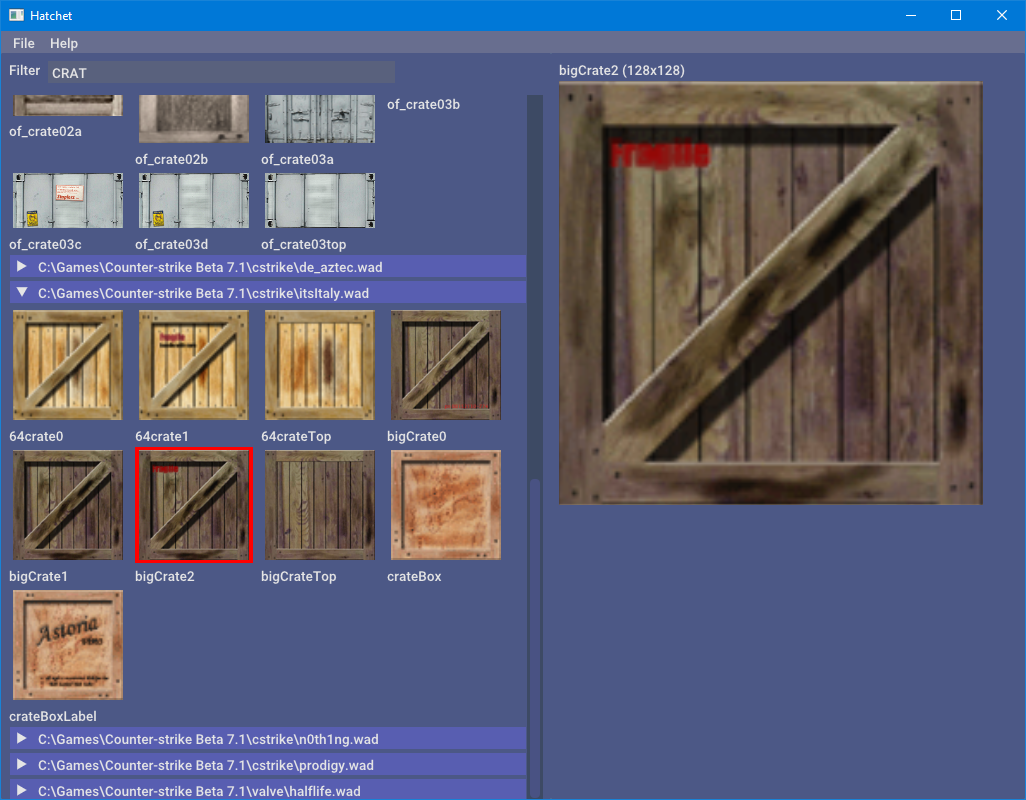 Hatchet
File Help
Filter CRAT
of_crate02a
of_crate02b
of_crate03a
of_crate03b
of_crate03c
of_crate03d
of_crate03top
C:\Games\Counter-strike Beta 7.1\cstrike\de_aztec.wad
C:\Games\Counter-strike Beta 7.1\cstrike\itsItaly.wad
64crate0
64crate1
64crateTop
bigCrate0
bigCrate1
bigCrate2
bigCrateTop
crateBox
Astoria
vino
crateBoxLabel
C:\Games\Counter-strike Beta 7.1\cstrike\n0th1ng.wad
C:\Games\Counter-strike Beta 7.1\cstrike\prodigy.wad
C:\Games\Counter-strike Beta 7.1\valve\halflife.wad
bigCrate2 (128x128)
Fragile